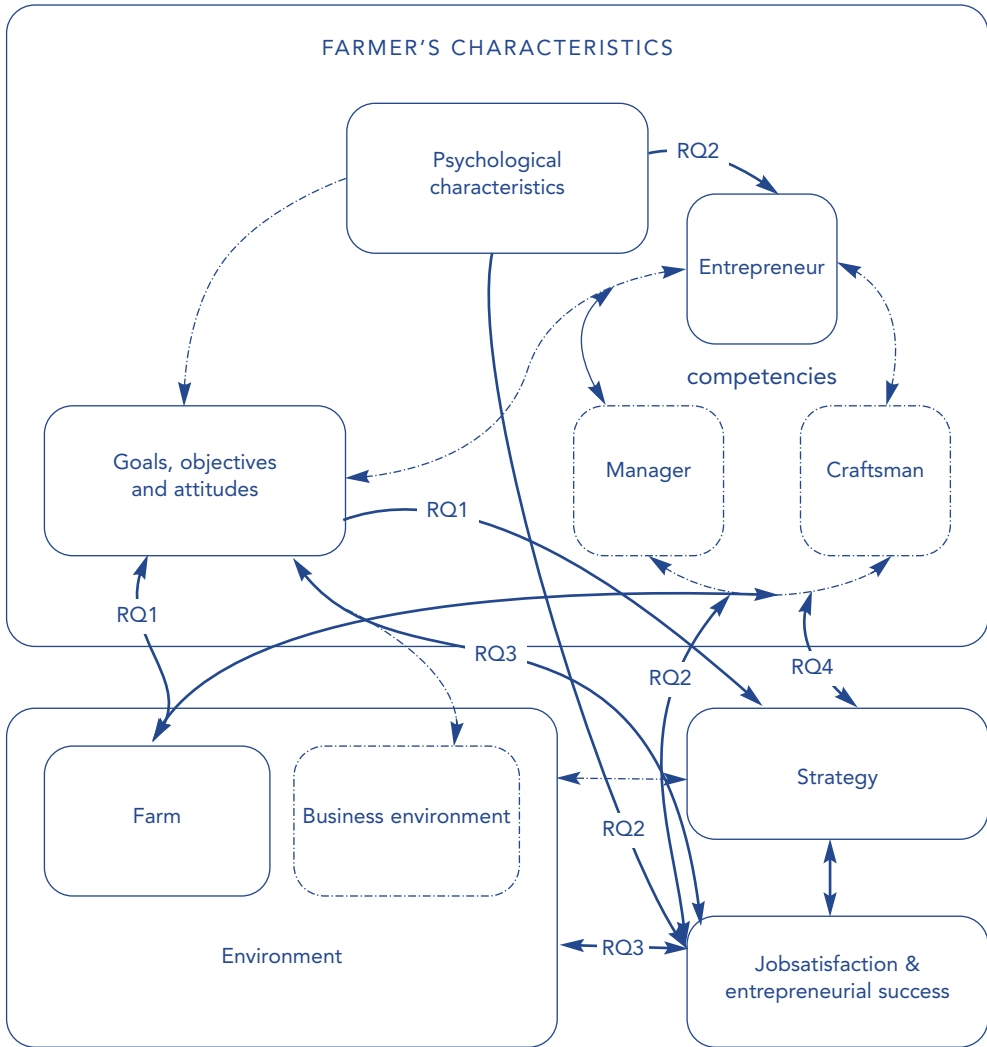 FARMER'S CHARACTERISTICS
Psychological
characteristics
RQ2
Entrepreneur
competencies
Goals, objectives
and attitudes
Manager
Craftsman
RQ1
RQ1
RQ3
RQ2
RQ4
Strategy
Farm
Business environment
RQ2
Environment
RQ3
Jobsatisfaction &
entrepreneurial success